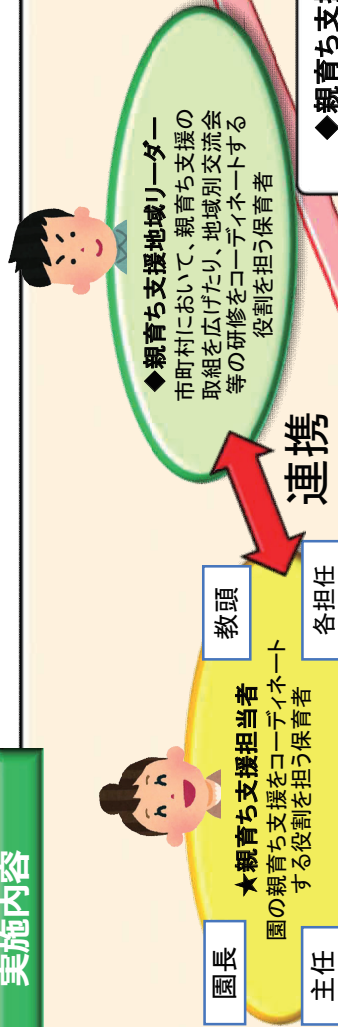 実施内容
園長
教頭
★親育ち支援担当者
園の親育ち支援をコーディネート
する役割を担う保育者
主任
各担任
連携
◆親育ち支援地域リーダー
市町村において、親育ち支援の
取組を広げたり、地域別交流会
等の研修をコーディネートする
役割を担う保育者
◆親育ち支